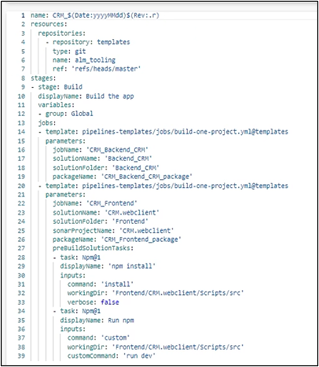 1 name: CRM_$(Date:yyyyMMdd)$(Rev:.r)
2 resources:
3 repositories:
4 - repository: templates
5 type: git
6 name: alm_tooling
7 ref: 'refs/heads/master'
8 stages:
9 - stage: Build
10 displayName: Build the app
11 variables:
12 - group: Global
13 jobs:
14 - template: pipelines-templates/jobs/build-one-project.yml@templates
15 parameters:
16 jobName: 'CRM_Backend_CRM'
17 solutionName: 'Backend_CRM'
18 solutionFolder: 'Backend_CRM'
19 packageName: 'CRM_Backend_CRM_package'
20 - template: pipelines-templates/jobs/build-one-project.yml@templates
21 parameters:
22 jobName: 'CRM_Frontend'
23 solutionName: 'CRM.webclient'
24 solutionFolder: 'Frontend'
25 sonarProjectName: 'CRM.webclient'
26 packageName: 'CRM_Frontend_package'
27 preBuildSolutionTasks:
28 - task: Npm@1
29 displayName: 'npm install'
30 inputs:
31 command: 'install'
32 workingDir: 'Frontend/CRM.webclient/Scripts/src'
33 verbose: false
34 - task: Npm@1
35 displayName: Run npm
36 inputs:
37 command: 'custom'
38 workingDir: 'Frontend/CRM.webclient/Scripts/src'
39 customCommand: 'run dev'